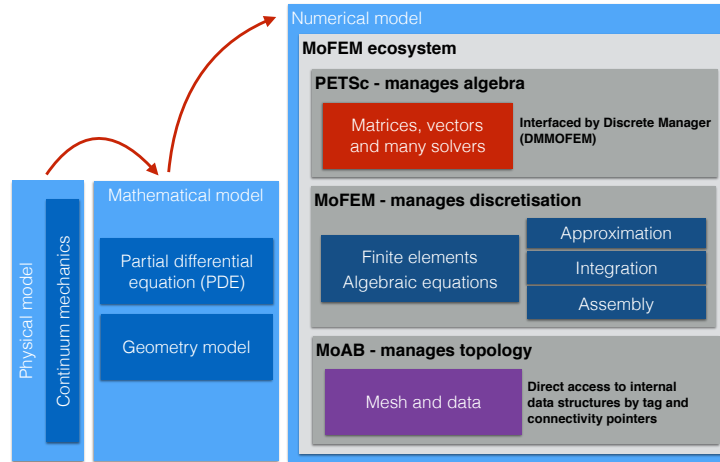 Physical model
Continuum mechanics
Mathematical model
Partial differential
equation (PDE)
Geometry model
Numerical model
MoFEM ecosystem
PETSc - manages algebra
Matrices, vectors
and many solvers
Interfaced by Discrete Manager
(DMMOFEM)
MoFEM - manages discretisation
Finite elements
Algebraic equations
Approximation
Integration
Assembly
MoAB - manages topology
Mesh and data
Direct access to internal
data structures by tag and
connectivity pointers